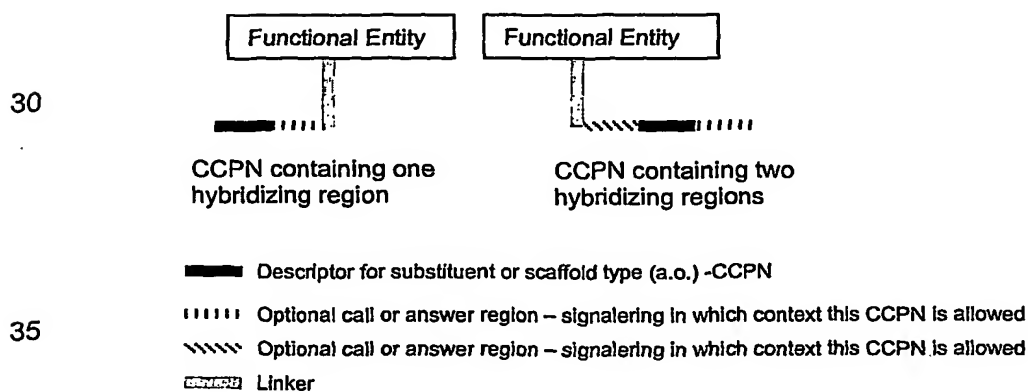 Functional Entity Functional Entity
30
CCPN containing one hybridizing region
CCPN containing two hybridizing regions
Descriptor for substituent or scaffold type (a.o.) -CCPN
35
Optional call or answer region – signalering in which context this CCPN is allowed
Optional call or answer region – signalering in which context this CCPN is allowed
Linker